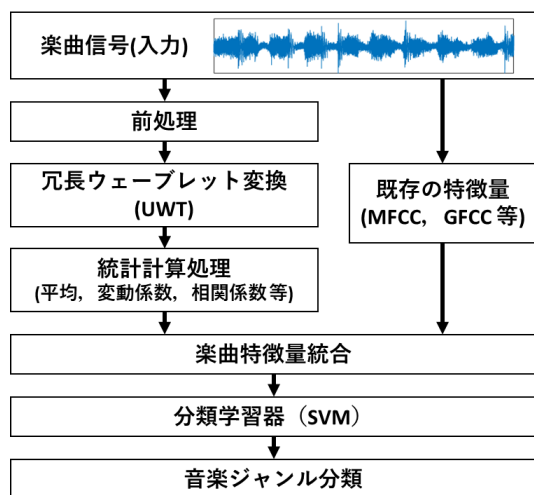 楽曲信号(入力)
前処理
冗長ウェーブレット変換
(UWT)
統計計算処理
(平均，変動係数，相関係数 等)
既存の特徴量
(MFCC，GFCC 等)
楽曲特徴量統合
分類学習器（SVM）
音楽ジャンル分類